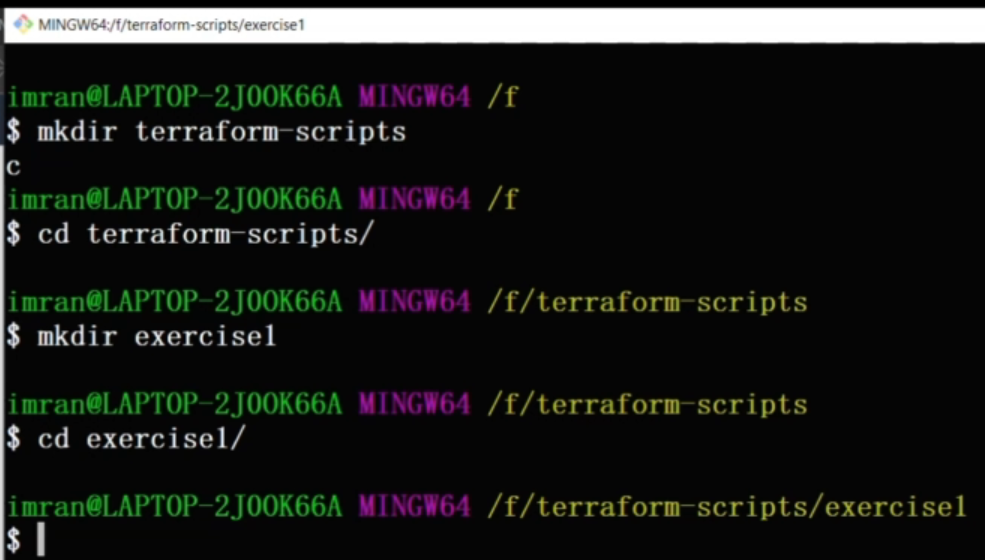 MINGW64:/f/terraform-scripts/exercise1
imran@LAPTOP-2JOOK66A MINGW64 /f
$ mkdir terraform-scripts
c
imran@LAPTOP-2JOOK66A MINGW64 /f
$ cd terraform-scripts/
imran@LAPTOP-2JOOK66A MINGW64 /f/terraform-scripts
$ mkdir exercise1
imran@LAPTOP-2JOOK66A MINGW64 /f/terraform-scripts
$ cd exercise1/
imran@LAPTOP-2JOOK66A MINGW64 /f/terraform-scripts/exercise1
$